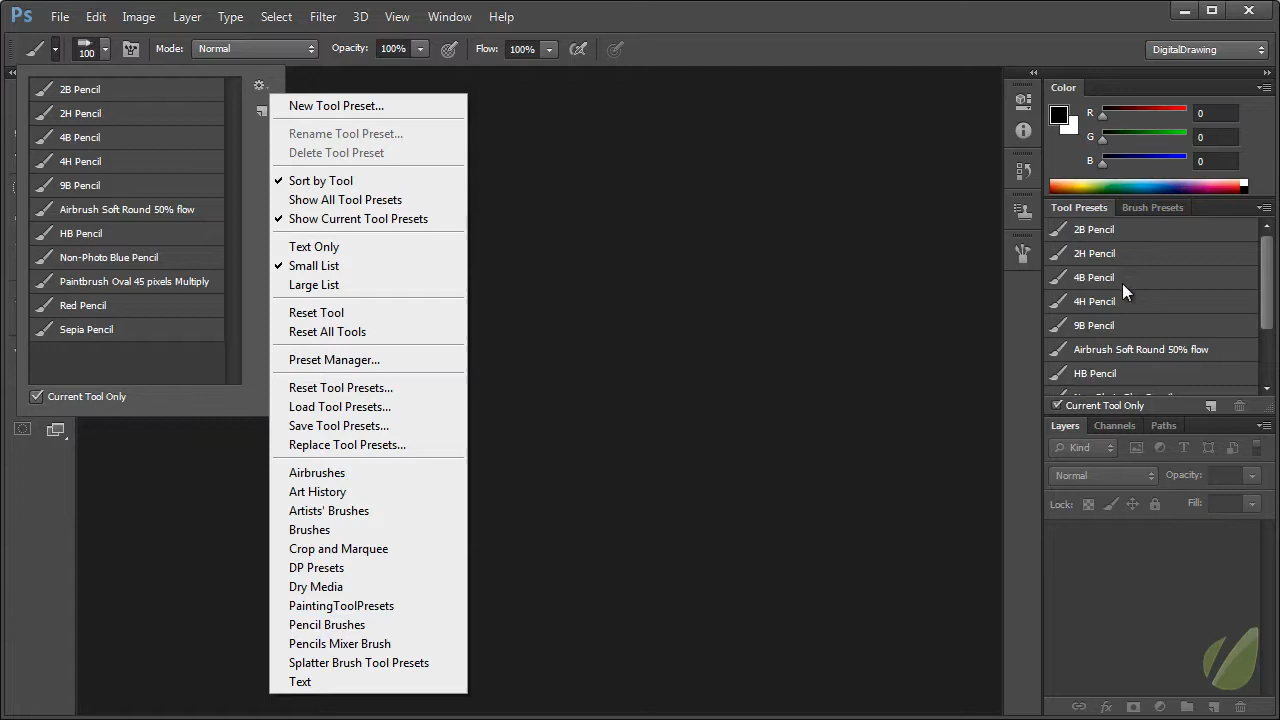 Ps File Edit Image Layer Type Select Filter 3D View Window Help
100 Mode: Normal Opacity: 100% Flow: 100% DigitalDrawing
2B Pencil
2H Pencil
4B Pencil
4H Pencil
9B Pencil
Airbrush Soft Round 50% flow
HB Pencil
Non-Photo Blue Pencil
Paintbrush Oval 45 pixels Multiply
Red Pencil
Sepia Pencil
Current Tool Only
New Tool Preset...
Rename Tool Preset...
Delete Tool Preset
Sort by Tool
Show All Tool Presets
Show Current Tool Presets
Text Only
Small List
Large List
Reset Tool
Reset All Tools
Preset Manager...
Reset Tool Presets...
Load Tool Presets...
Save Tool Presets...
Replace Tool Presets...
Airbrushes
Art History
Artists' Brushes
Brushes
Crop and Marquee
DP Presets
Dry Media
PaintingToolPresets
Pencil Brushes
Pencils Mixer Brush
Splatter Brush Tool Presets
Text
Color
R 0
G 0
B 0
Tool Presets Brush Presets
2B Pencil
2H Pencil
4B Pencil
4H Pencil
9B Pencil
Airbrush Soft Round 50% flow
HB Pencil
Current Tool Only
Layers Channels Paths
Kind
Normal Opacity:
Lock: Fill:
fx